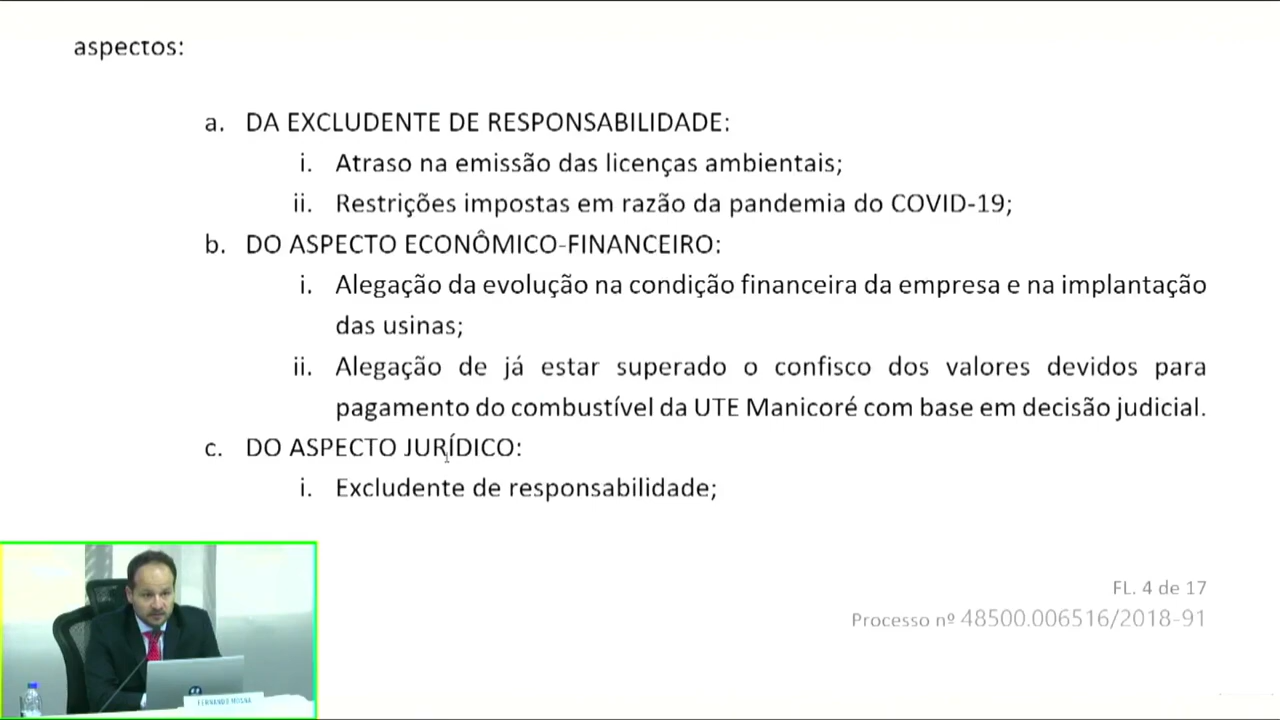 aspectos:
a. DA EXCLUDENTE DE RESPONSABILIDADE:
i. Atraso na emissão das licenças ambientais;
ii. Restrições impostas em razão da pandemia do COVID-19;
b. DO ASPECTO ECONÔMICO-FINANCEIRO:
i. Alegação da evolução na condição financeira da empresa e na implantação
das usinas;
ii. Alegação de já estar superado o confisco dos valores devidos para
pagamento do combustível da UTE Manicoré com base em decisão judicial.
c. DO ASPECTO JURÍDICO:
i. Excludente de responsabilidade;
FL. 4 de 17
Processo nº 48500.006516/2018-91
FERNANDO MOSNA